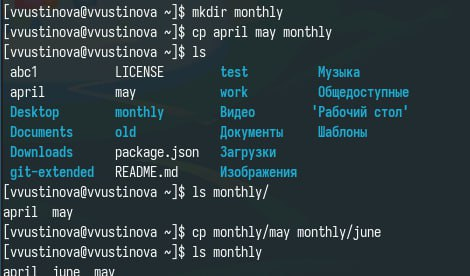 [vvustinova@vvustinova ~]$ mkdir monthly
[vvustinova@vvustinova ~]$ cp april may monthly
[vvustinova@vvustinova ~]$ ls
abc1 LICENSE test Музыка
april may work Общедоступные
Desktop monthly Видео 'Рабочий стол'
Documents old Документы Шаблоны
Downloads package.json Загрузки
git-extended README.md Изображения
[vvustinova@vvustinova ~]$ ls monthly/
april may
[vvustinova@vvustinova ~]$ cp monthly/may monthly/june
[vvustinova@vvustinova ~]$ ls monthly
april june may